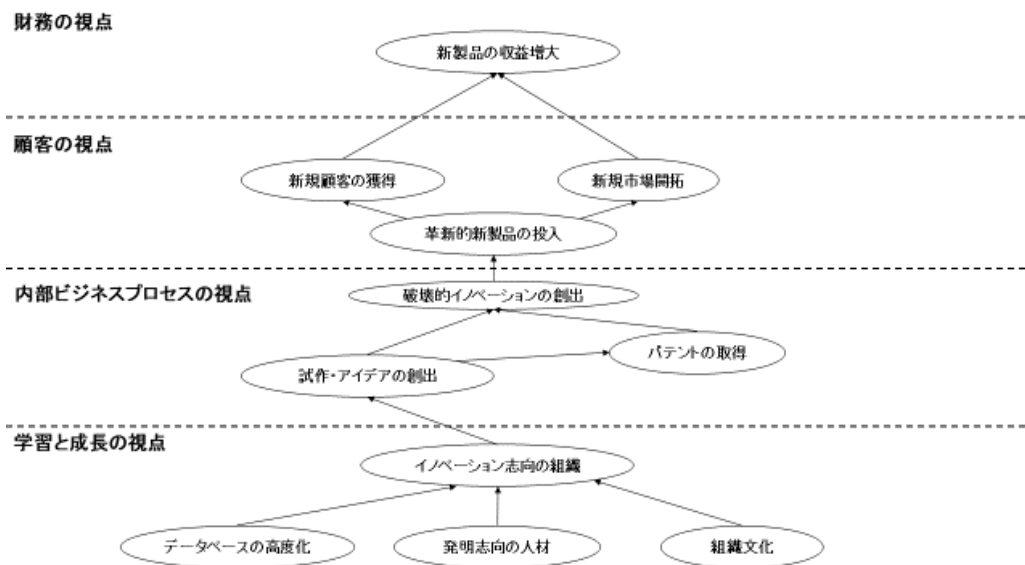 財務の視点
新製品の収益増大
顧客の視点
新規顧客の獲得
新規市場開拓
革新的新製品の投入
内部ビジネスプロセスの視点
破壊的イノベーションの創出
パテントの取得
試作・アイデアの創出
学習と成長の視点
イノベーション志向の組織
データベースの高度化
発明志向の人材
組織文化